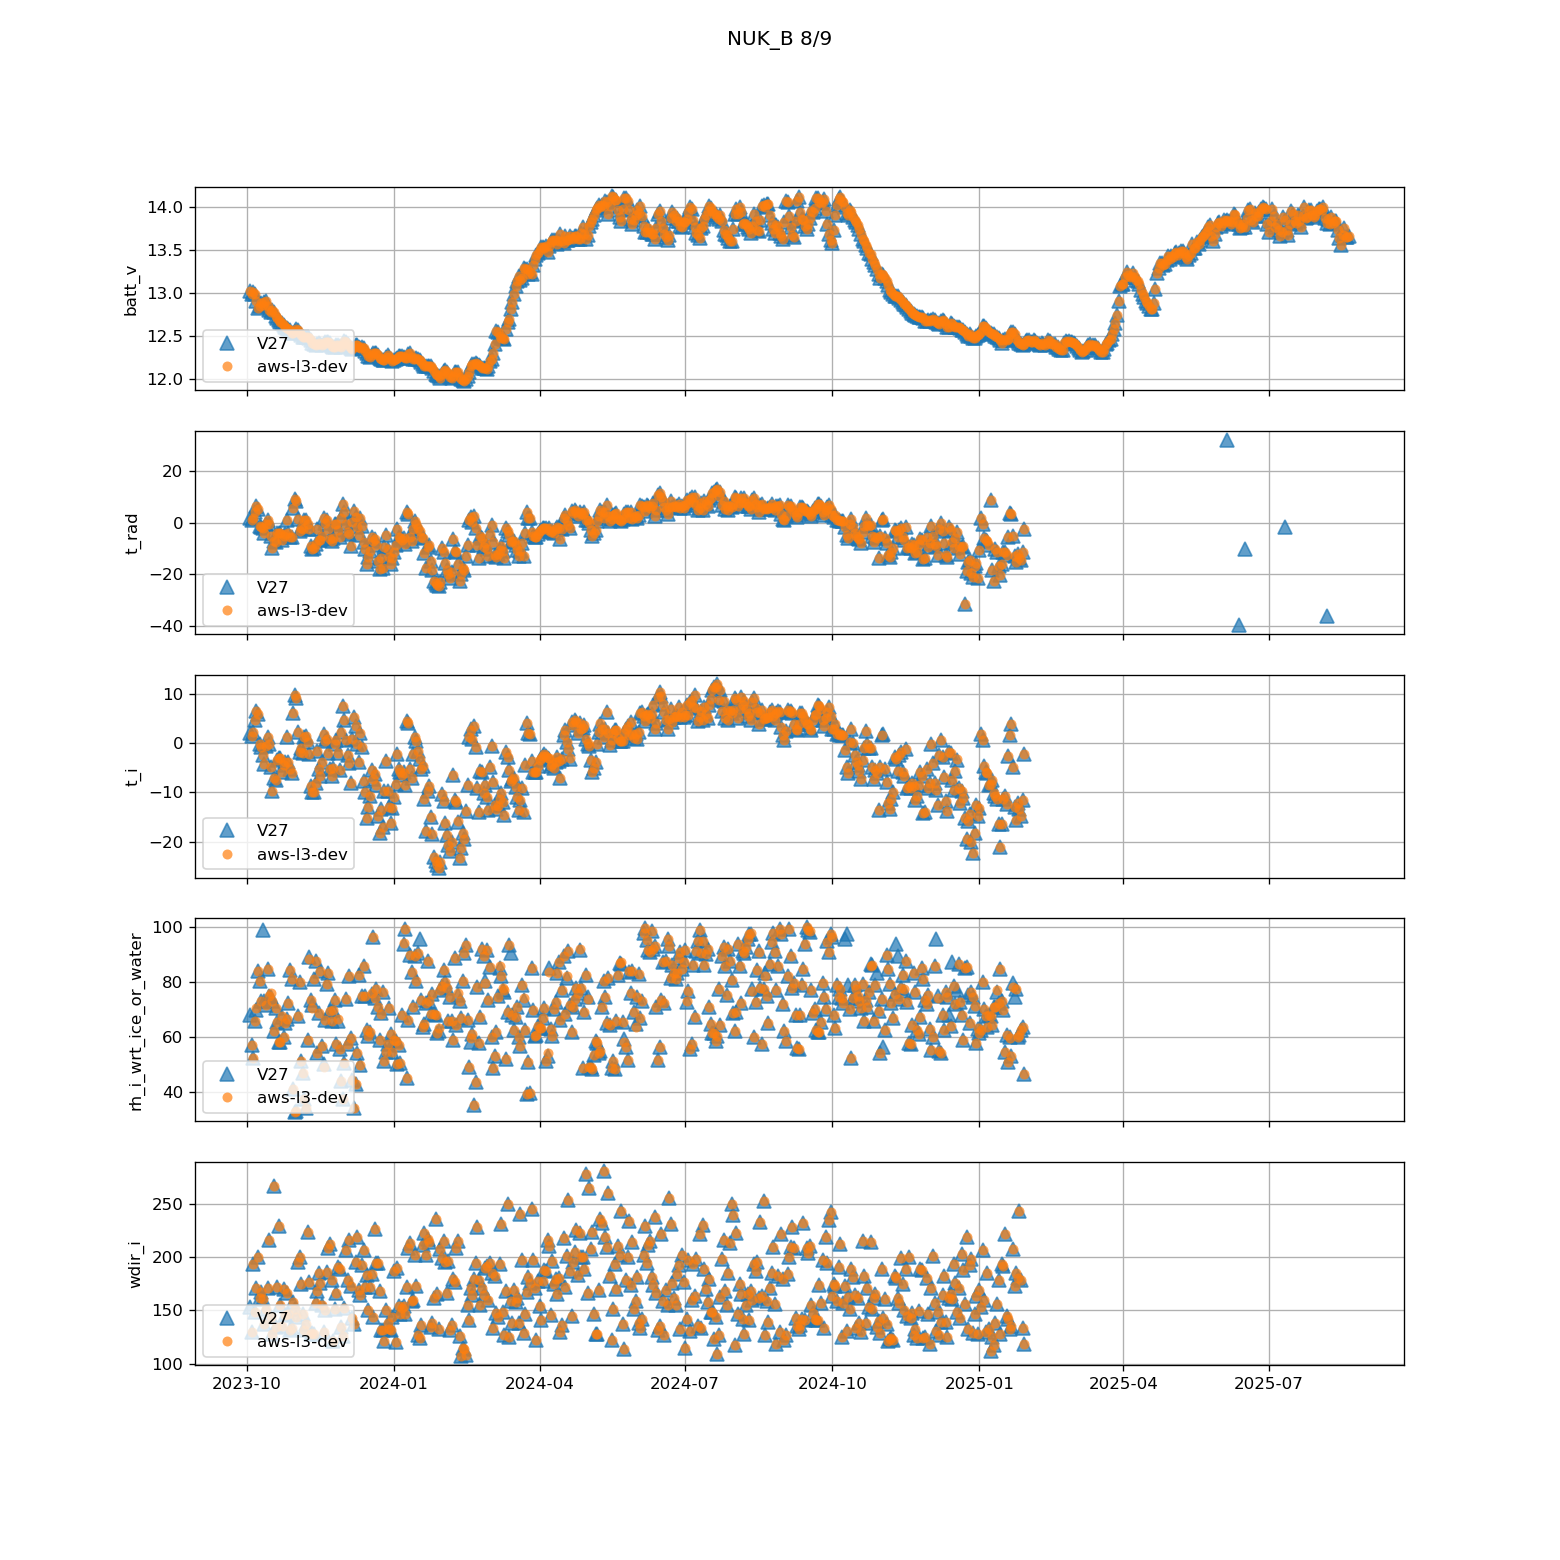 NUK_B 8/9
14.0
13.5
13.0
12.5
12.0
batt_v
V27
aws-l3-dev
20
0
−20
−40
t_rad
V27
aws-l3-dev
10
0
−10
−20
t_i
V27
aws-l3-dev
100
80
60
40
rh_i_wrt_ice_or_water
V27
aws-l3-dev
250
200
150
100
wdir_i
V27
aws-l3-dev
2023-10 2024-01 2024-04 2024-07 2024-10 2025-01 2025-04 2025-07